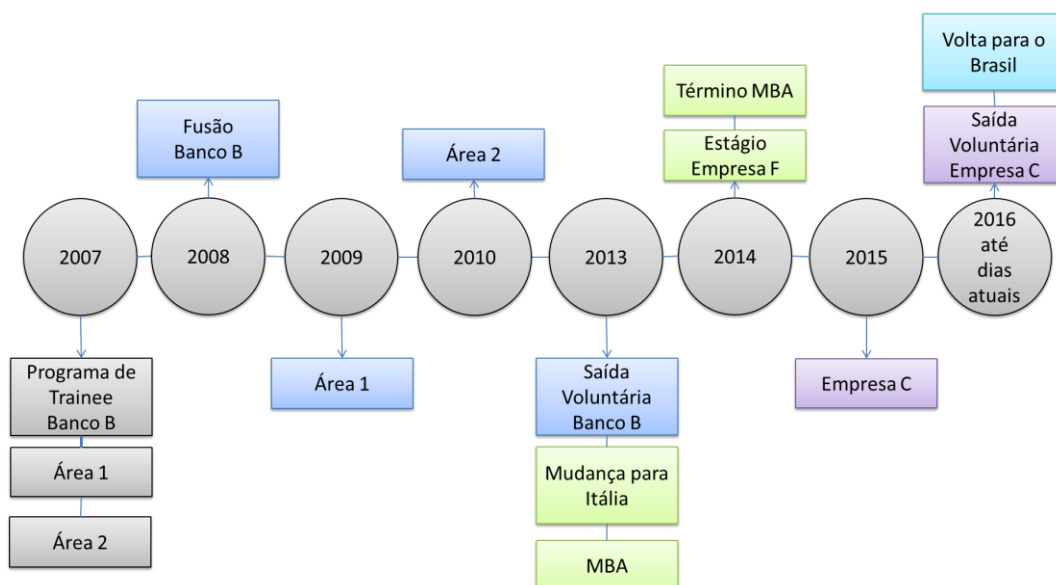 Volta para o
Brasil
Término MBA
Fusão
Banco B
Saída
Voluntária
Empresa C
Área 2
Estágio
Empresa F
2007
2008
2009
2010
2013
2014
2015
2016
até
dias
atuais
Programa de
Trainee
Banco B
Área 1
Saída
Voluntária
Banco B
Empresa C
Área 1
Mudança para
Itália
Área 2
MBA